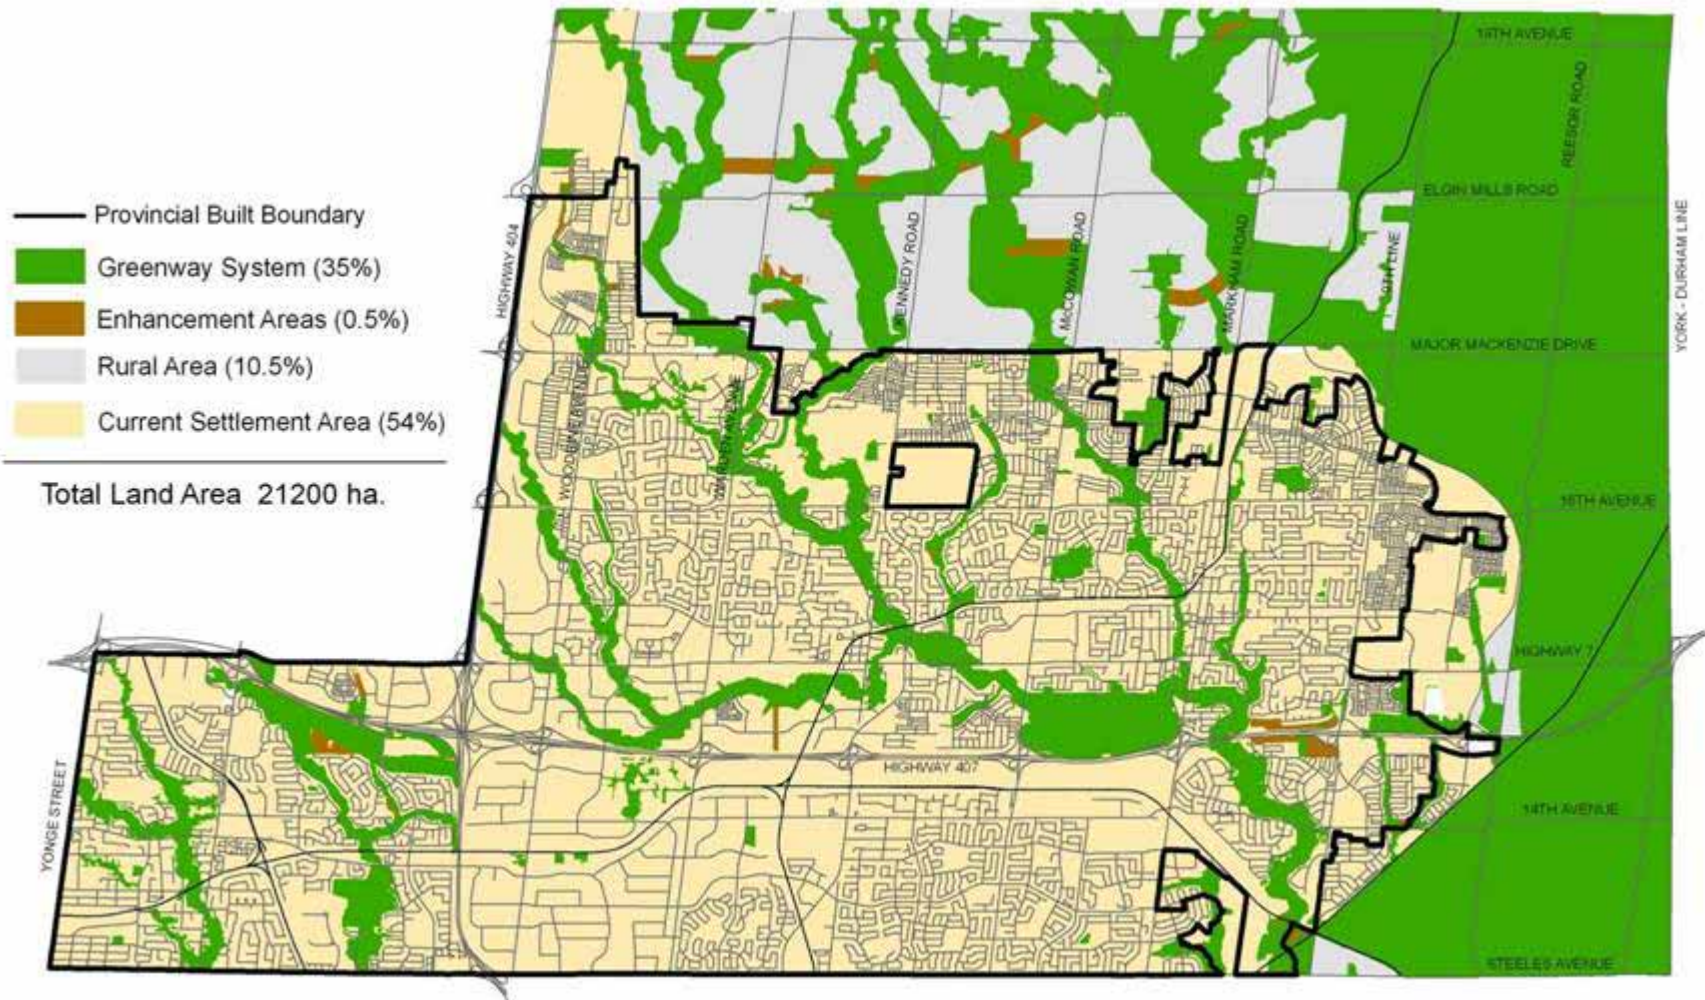 Provincial Built Boundary
Greenway System (35%)
Enhancement Areas (0.5%)
Rural Area (10.5%)
Current Settlement Area (54%)
Total Land Area 21200 ha.
19TH AVENUE
REESOR ROAD
ELGIN MILLS ROAD
YORK - DURHAM LINE
HIGHWAY 404
KENNEDY ROAD
McCOWAN ROAD
MARKHAM ROAD
MAJOR MACKENZIE DRIVE
WOODBINE AVENUE
16TH AVENUE
HIGHWAY 7
HIGHWAY 407
YONGE STREET
14TH AVENUE
STEELES AVENUE